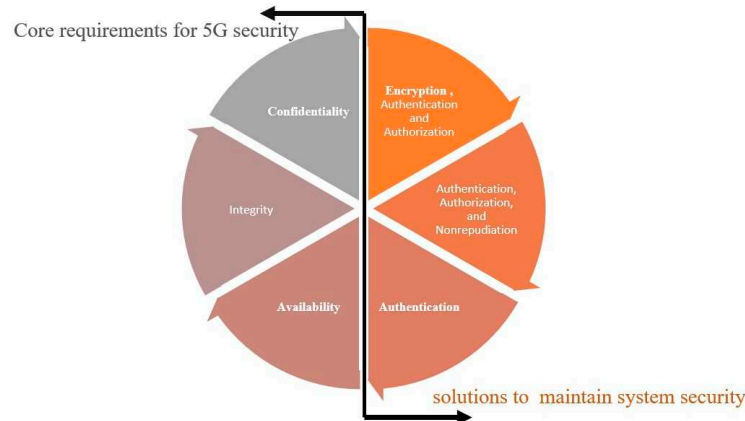 Core requirements for 5G security
Confidentiality
Encryption ,
Authentication
and
Authorization
Integrity
Authentication,
Authorization,
and
Nonrepudiation
Availability
Authentication
solutions to maintain system security